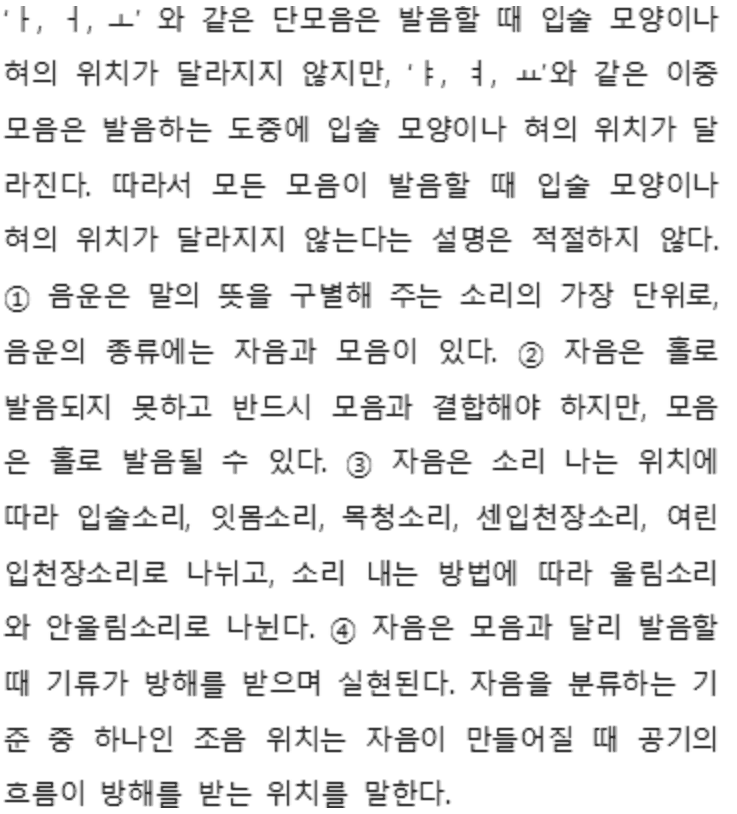 'ㅏ, ㅓ, ㅗ' 와 같은 단모음은 발음할 때 입술 모양이나
혀의 위치가 달라지지 않지만, 'ㅑ, ㅕ, ㅛ'와 같은 이중
모음은 발음하는 도중에 입술 모양이나 혀의 위치가 달
라진다. 따라서 모든 모음이 발음할 때 입술 모양이나
혀의 위치가 달라지지 않는다는 설명은 적절하지 않다.
① 음운은 말의 뜻을 구별해 주는 소리의 가장 단위로,
음운의 종류에는 자음과 모음이 있다. ② 자음은 홀로
발음되지 못하고 반드시 모음과 결합해야 하지만, 모음
은 홀로 발음될 수 있다. ③ 자음은 소리 나는 위치에
따라 입술소리, 잇몸소리, 목청소리, 센입천장소리, 여린
입천장소리로 나뉘고, 소리 내는 방법에 따라 울림소리
와 안울림소리로 나뉜다. ④ 자음은 모음과 달리 발음할
때 기류가 방해를 받으며 실현된다. 자음을 분류하는 기
준 중 하나인 조음 위치는 자음이 만들어질 때 공기의
흐름이 방해를 받는 위치를 말한다.